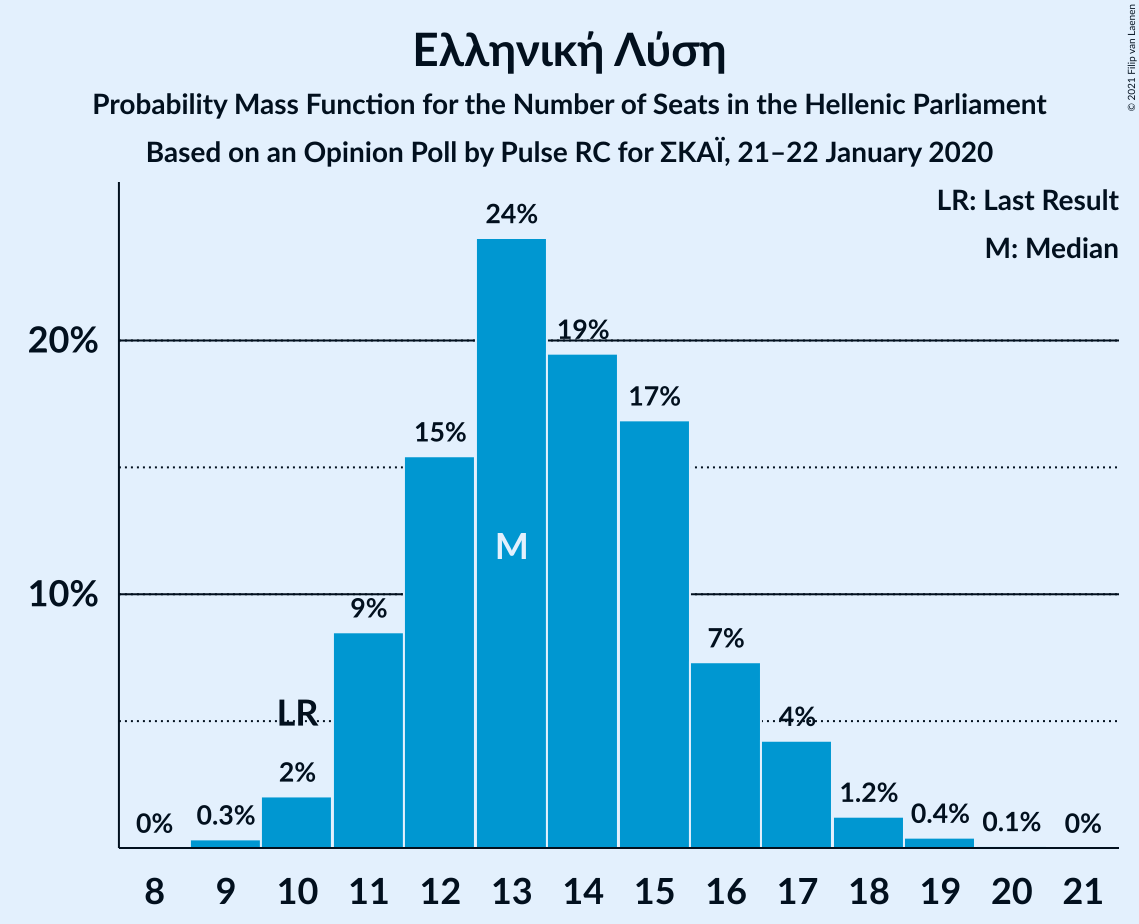 Ελληνική Λύση
Probability Mass Function for the Number of Seats in the Hellenic Parliament
Based on an Opinion Poll by Pulse RC for ΣΚΑΪ, 21–22 January 2020
© 2021 Filip van Laenen
LR: Last Result
M: Median
20%
10%
0%
0.3%
LR
2%
9%
15%
24%
M
19%
17%
7%
4%
1.2%
0.4%
0.1%
0%
8 9 10 11 12 13 14 15 16 17 18 19 20 21